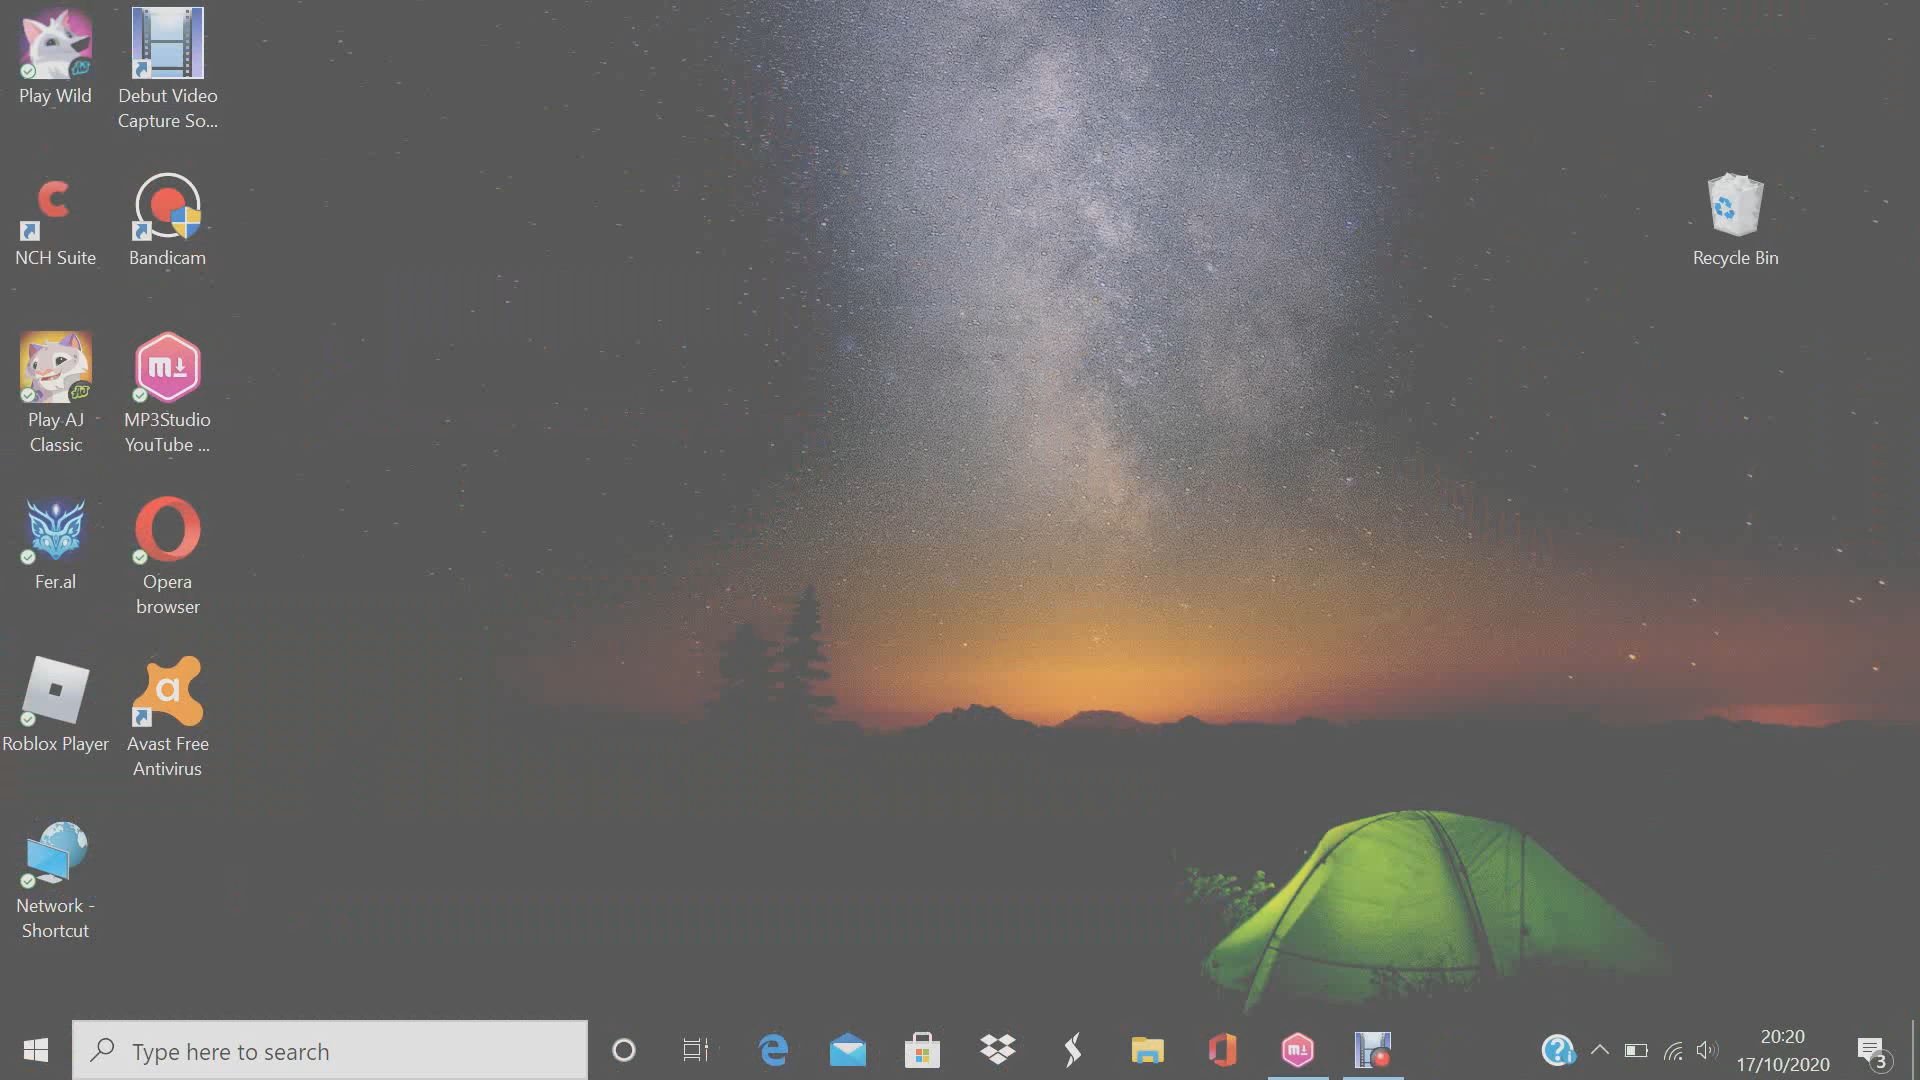 Play Wild
Debut Video
Capture So...
NCH Suite
Bandicam
Recycle Bin
Play AJ
Classic
MP3Studio
YouTube ...
Fer.al
Opera
browser
Roblox Player
Avast Free
Antivirus
Network -
Shortcut
Type here to search
20:20
17/10/2020
3